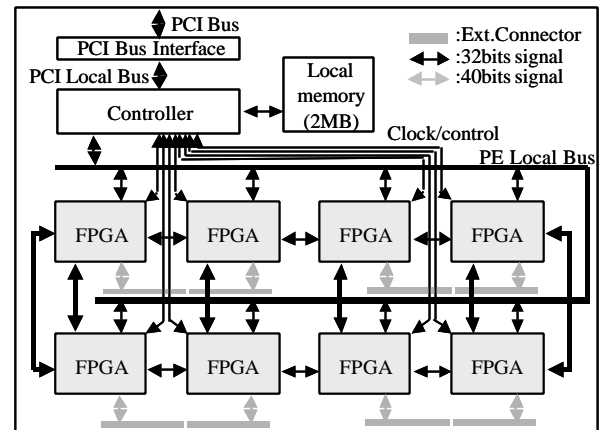 PCI Bus
PCI Bus Interface
:Ext.Connector
:32bits signal
:40bits signal
PCI Local Bus
Local
memory
(2MB)
Controller
Clock/control
PE Local Bus
FPGA
FPGA
FPGA
FPGA
FPGA
FPGA
FPGA
FPGA